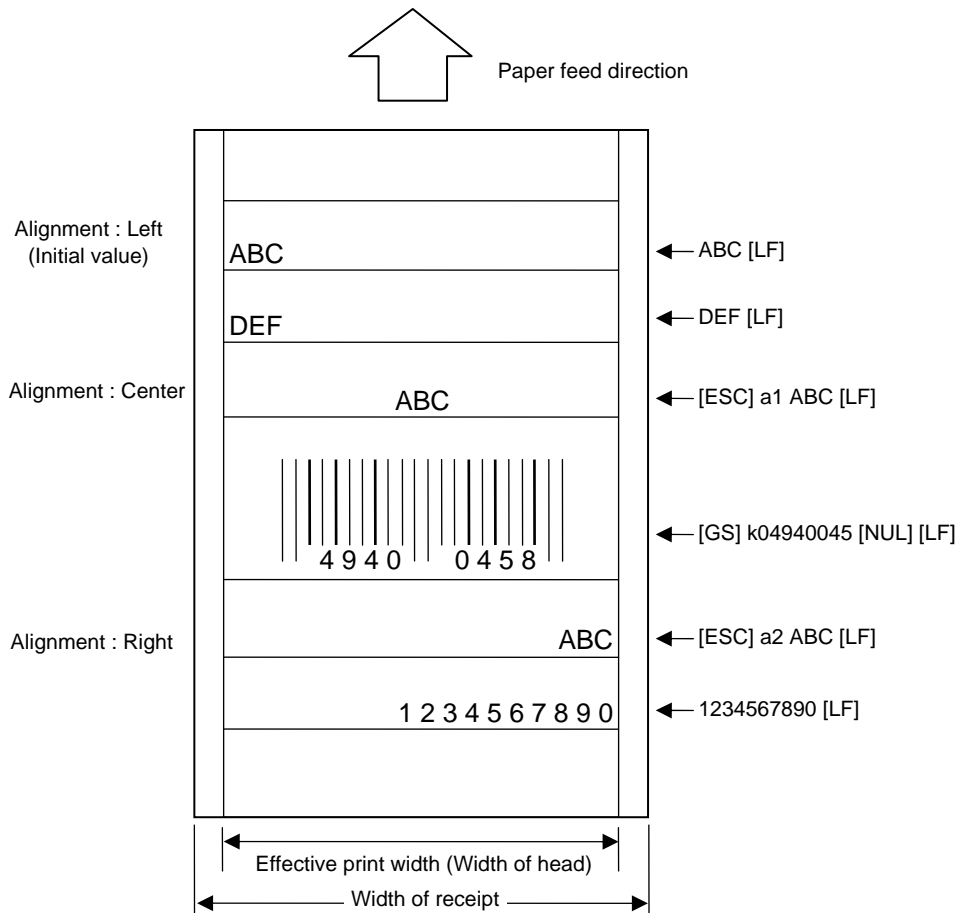 Paper feed direction
Alignment : Left
(Initial value)
ABC
ABC [LF]
DEF
DEF [LF]
Alignment : Center
ABC
[ESC] a1 ABC [LF]
4940 0458
[GS] k04940045 [NUL] [LF]
Alignment : Right
ABC
[ESC] a2 ABC [LF]
1234567890
1234567890 [LF]
Effective print width (Width of head)
Width of receipt